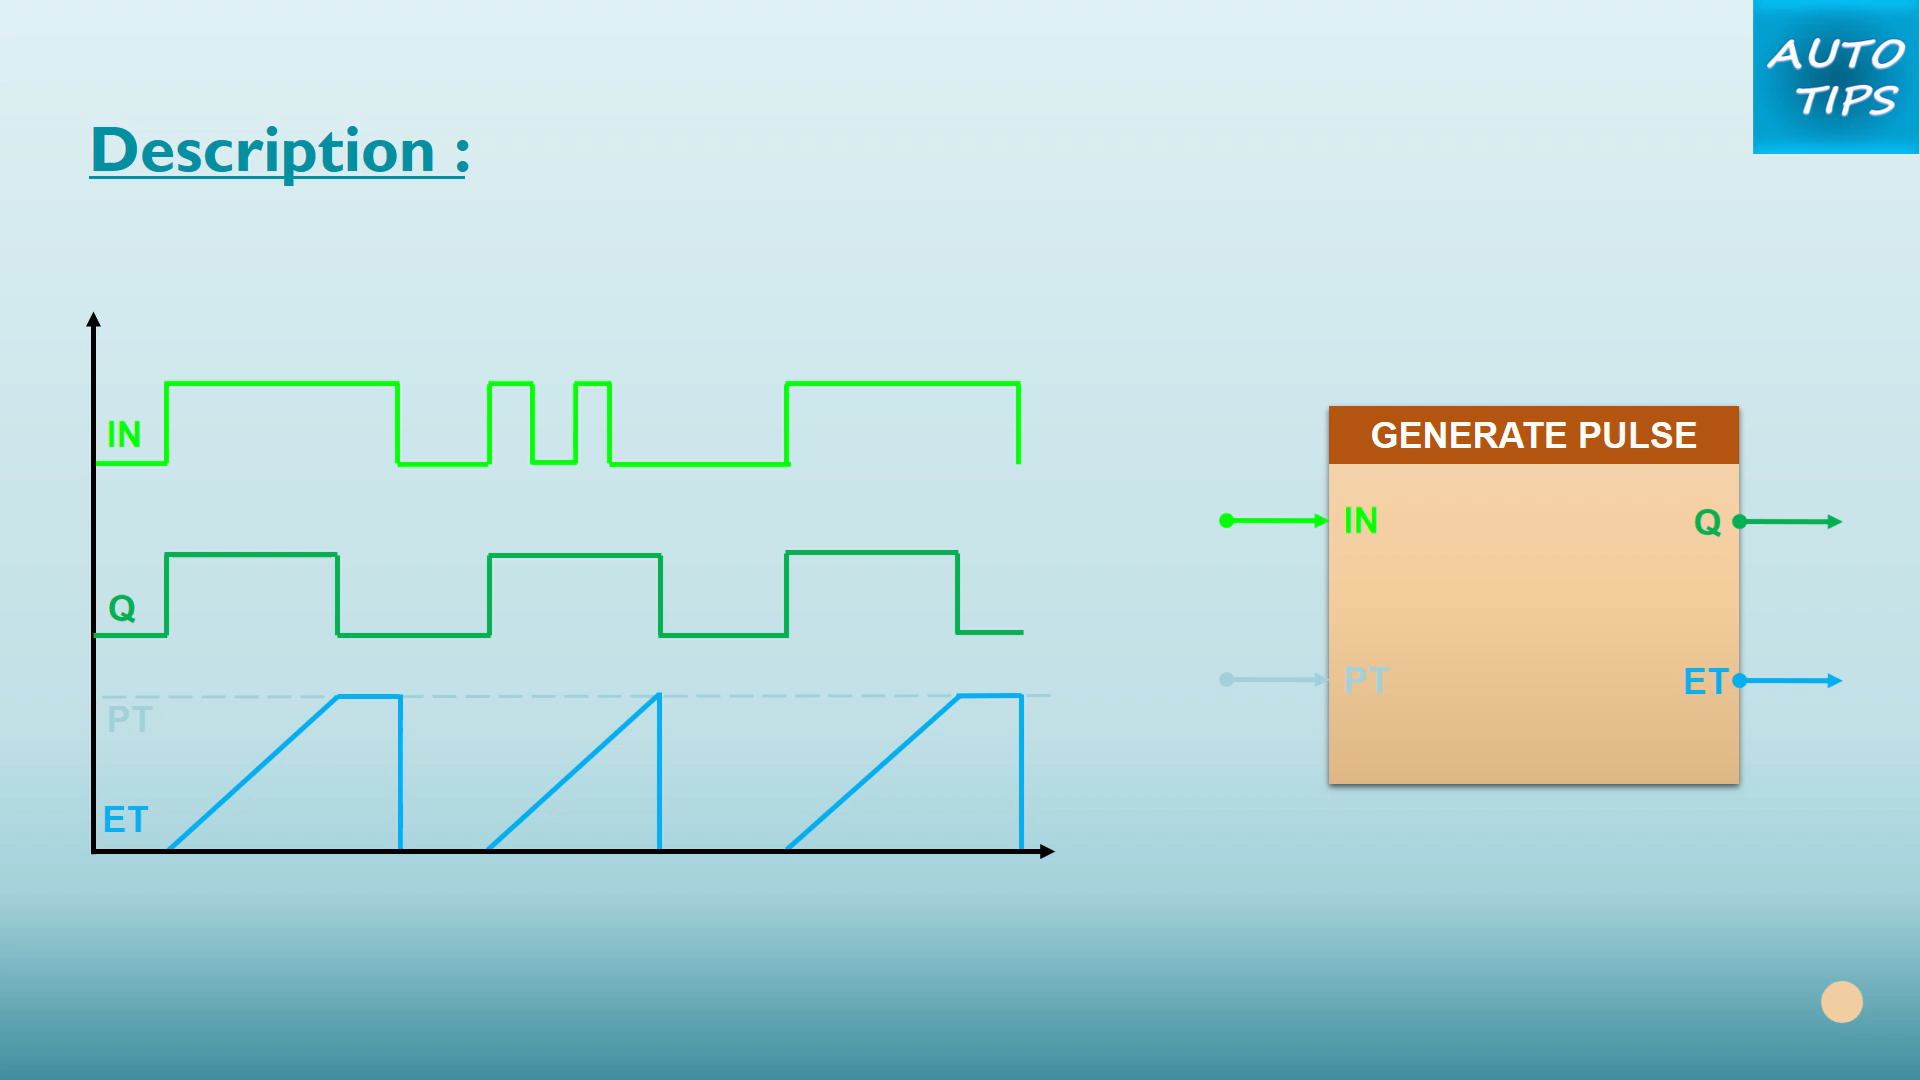 AUTO
TIPS
Description :
IN
Q
PT
ET
GENERATE PULSE
IN
Q
PT
ET